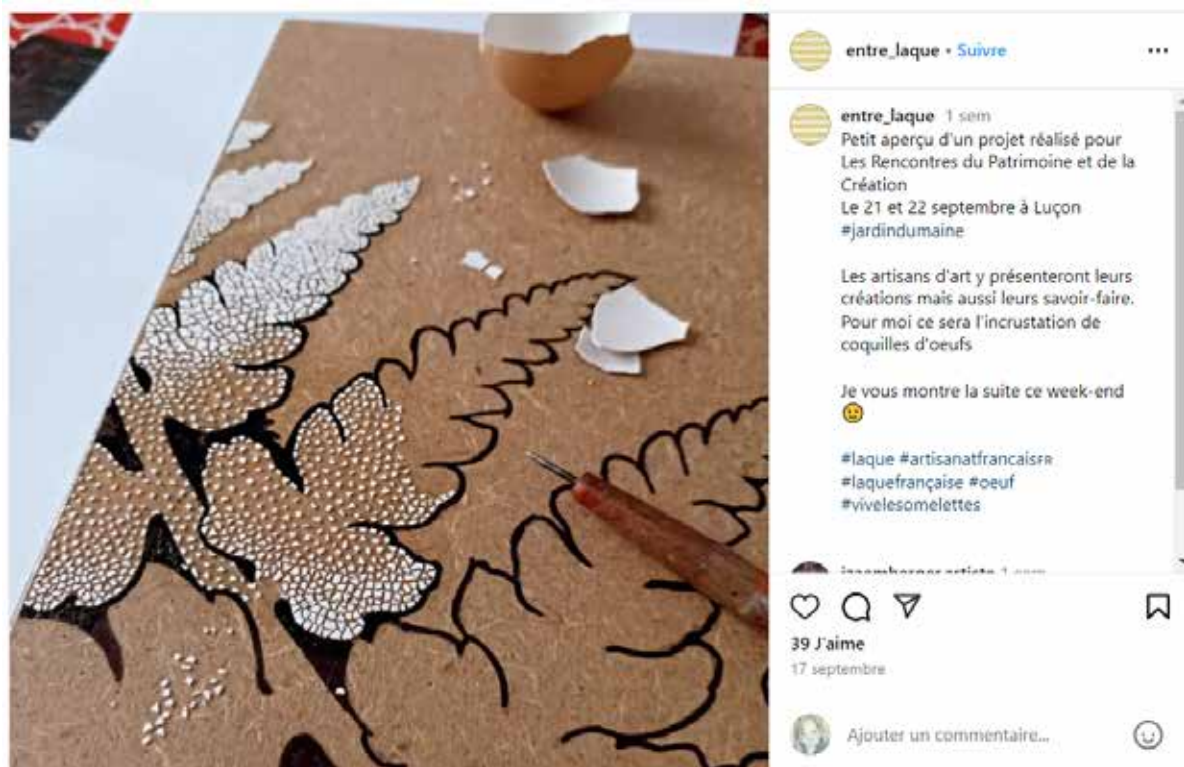 entre_laque • Suivre
entre_laque 1 sem
Petit aperçu d'un projet réalisé pour
Les Rencontres du Patrimoine et de la
Création
Le 21 et 22 septembre à Luçon
#jardindumaine
Les artisans d'art y présenteront leurs
créations mais aussi leurs savoir-faire.
Pour moi ce sera l'incrustation de
coquilles d'oeufs
Je vous montre la suite ce week-end
#laque #artisanatfrancaisFR
#laquefrançaise #oeuf
#vivelesomelettes
1 sem
39 J'aime
17 septembre
Ajouter un commentaire...